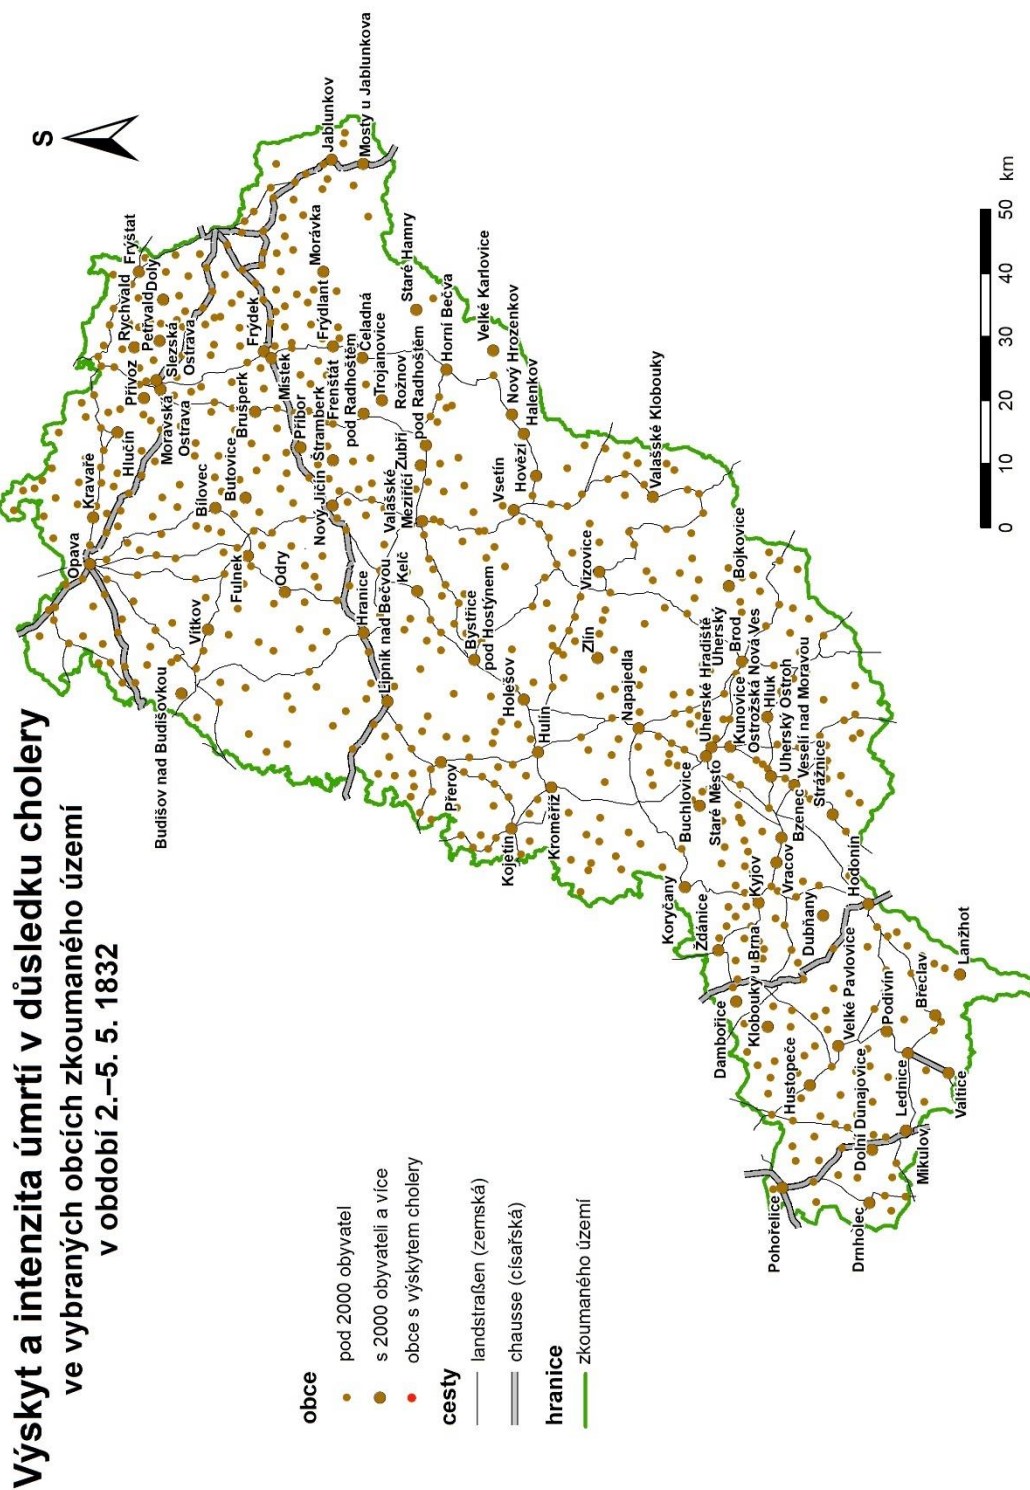 Výskyt a intenzita úmrtí v důsledku cholery
ve vybraných obcích zkoumaného území
v období 2.–5. 5. 1832
S
obce
pod 2000 obyvatel
s 2000 obyvateli a více
obce s výskytem cholery
cesty
landstraßen (zemská)
chausse (císařská)
hranice
zkoumaného území
0 10 20 30 40 50 km
Opava
Kravaře
Hlučín
Přívoz
Rychvald
Petřvald
Doly
Fryštat
Slezská
Ostrava
Moravská
Ostrava
Budišov nad Budišovkou
Vítkov
Bílovec
Butovice
Brušperk
Fulnek
Odry
Frýdek
Místek
Příbor
Štramberk
Nový Jičín
Frenštát
pod Radhoštěm
Frýdlant
Morávka
Čeladná
Trojanovice
Jablunkov
Mosty u Jablunkova
Staré Hamry
Hranice
Lipník nad Bečvou
Kelč
Valašské
Meziříčí
Zubří
Rožnov
pod Radhoštěm
Horní Bečva
Velké Karlovice
Nový Hrozenkov
Halenkov
Hovězí
Vsetín
Bystřice
pod Hostýnem
Holešov
Přerov
Kojetín
Kroměříž
Hulín
Vizovice
Zlín
Napajedla
Valašské Klobouky
Bojkovice
Uherské Hradiště
Uherský
Brod
Kunovice
Ostrožská Nová Ves
Hluk
Uherský Ostroh
Veselí nad Moravou
Strážnice
Staré Město
Buchlovice
Koryčany
Ždánice
Kyjov
Vracov
Bzenec
Hodonín
Dubňany
Dambořice
Klobouky u Brna
Hustopeče
Velké Pavlovice
Podivín
Břeclav
Lanžhot
Lednice
Valtice
Mikulov
Dolní Dunajovice
Drnholec
Pohořelice